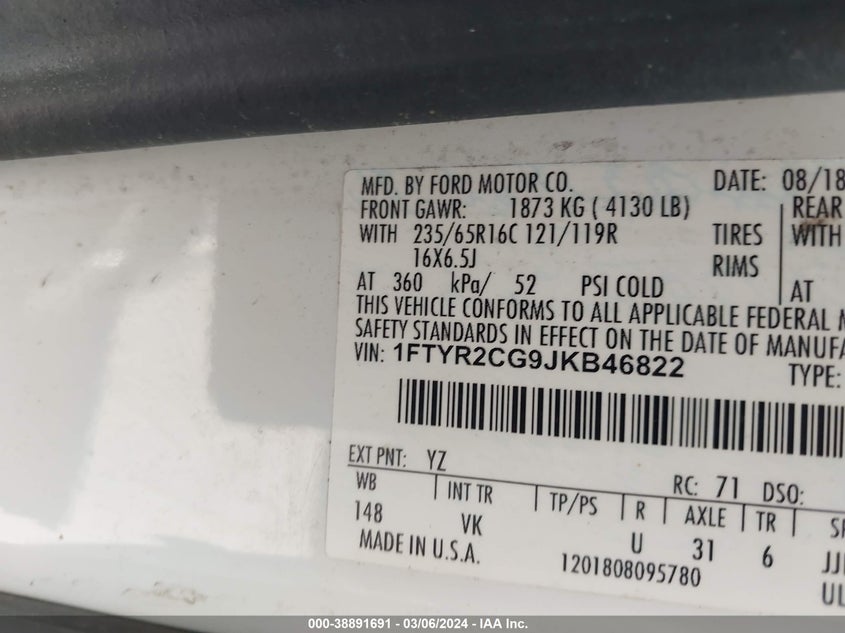 MFD. BY FORD MOTOR CO. DATE: 08/18
FRONT GAWR: 1873 KG ( 4130 LB) REAR
WITH 235/65R16C 121/119R TIRES WITH
16X6.5J RIMS
AT 360 kPa/ 52 PSI COLD AT
THIS VEHICLE CONFORMS TO ALL APPLICABLE FEDERAL
SAFETY STANDARDS IN EFFECT ON THE DATE OF MANUFA
VIN: 1FTYR2CG9JKB46822 TYPE:
EXT PNT: YZ RC: 71 DSO:
WB INT TR TP/PS R AXLE TR
148 VK U 31 6
MADE IN U.S.A. 1201808095780
000-38891691 - 03/06/2024 - IAA Inc.